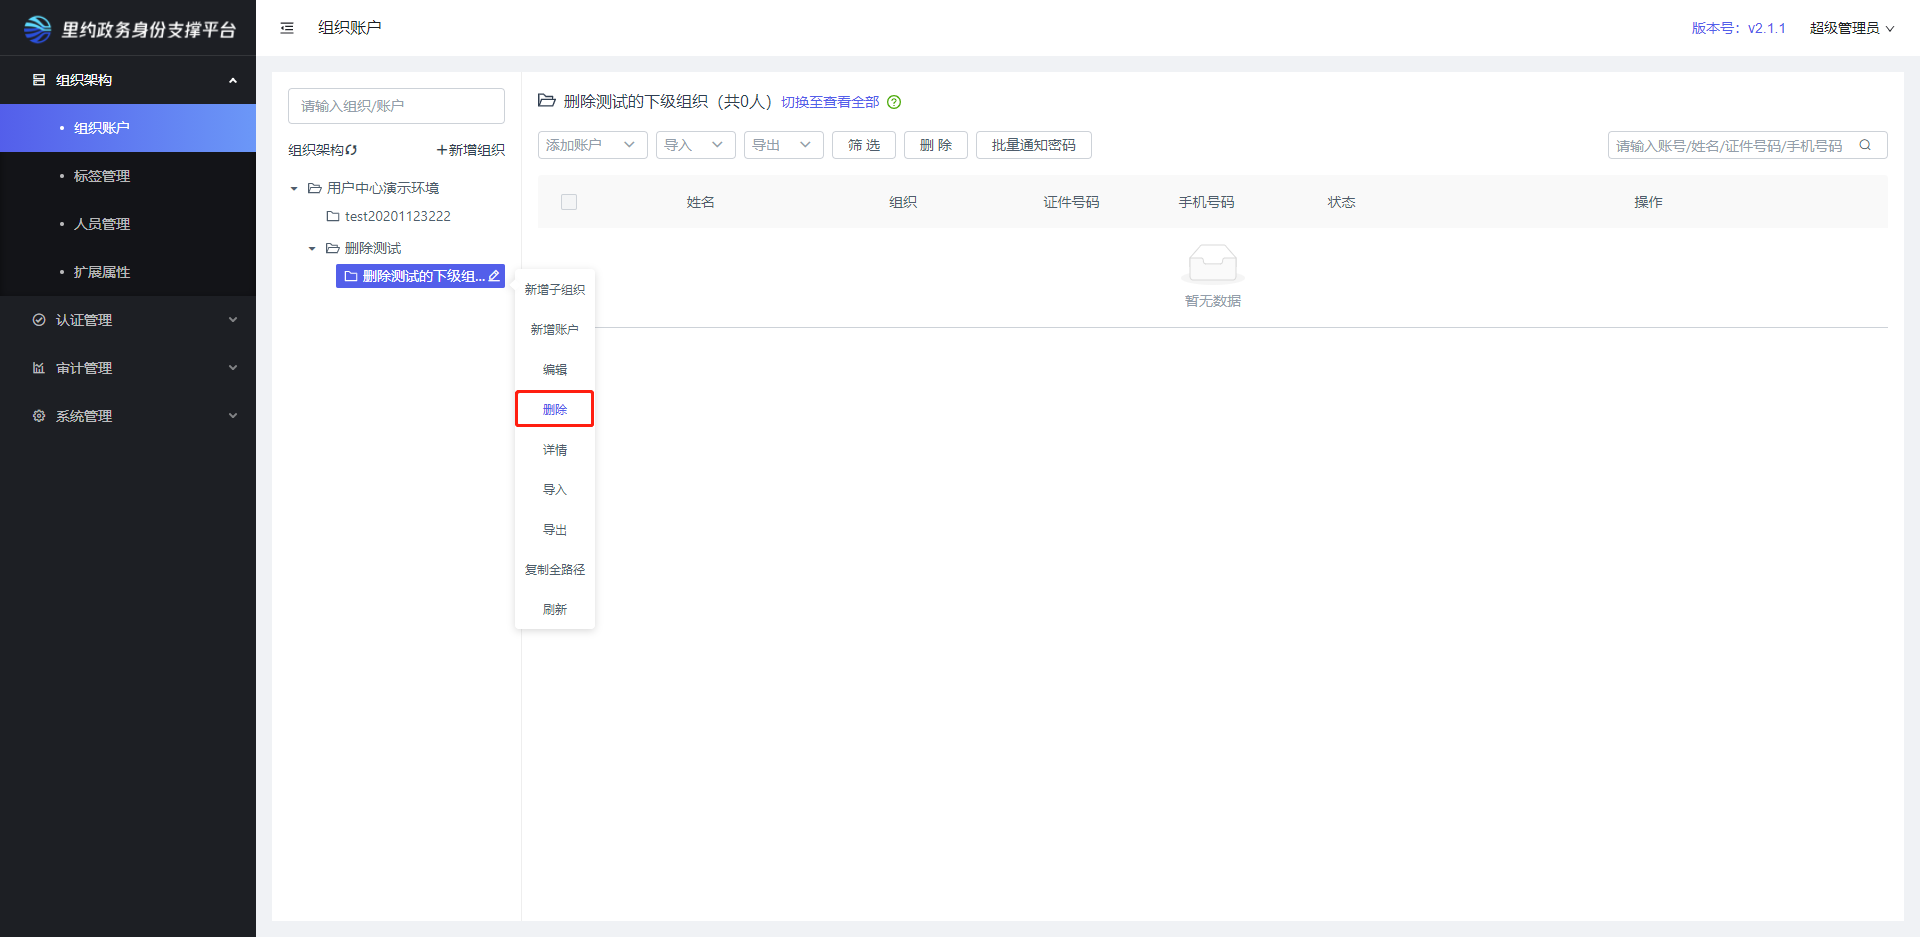 里约政务身份支撑平台
组织账户
版本号：v2.1.1
超级管理员
组织架构
组织账户
标签管理
人员管理
扩展属性
认证管理
审计管理
系统管理
请输入组织/账户
组织架构
+新增组织
用户中心演示环境
test20201123222
删除测试
删除测试的下级组...
新增子组织
新增账户
编辑
删除
详情
导入
导出
复制全路径
刷新
删除测试的下级组织（共0人）切换至查看全部
添加账户 导入 导出 筛 选 删 除 批量通知密码
请输入账号/姓名/证件号码/手机号码
姓名 组织 证件号码 手机号码 状态 操作
暂无数据